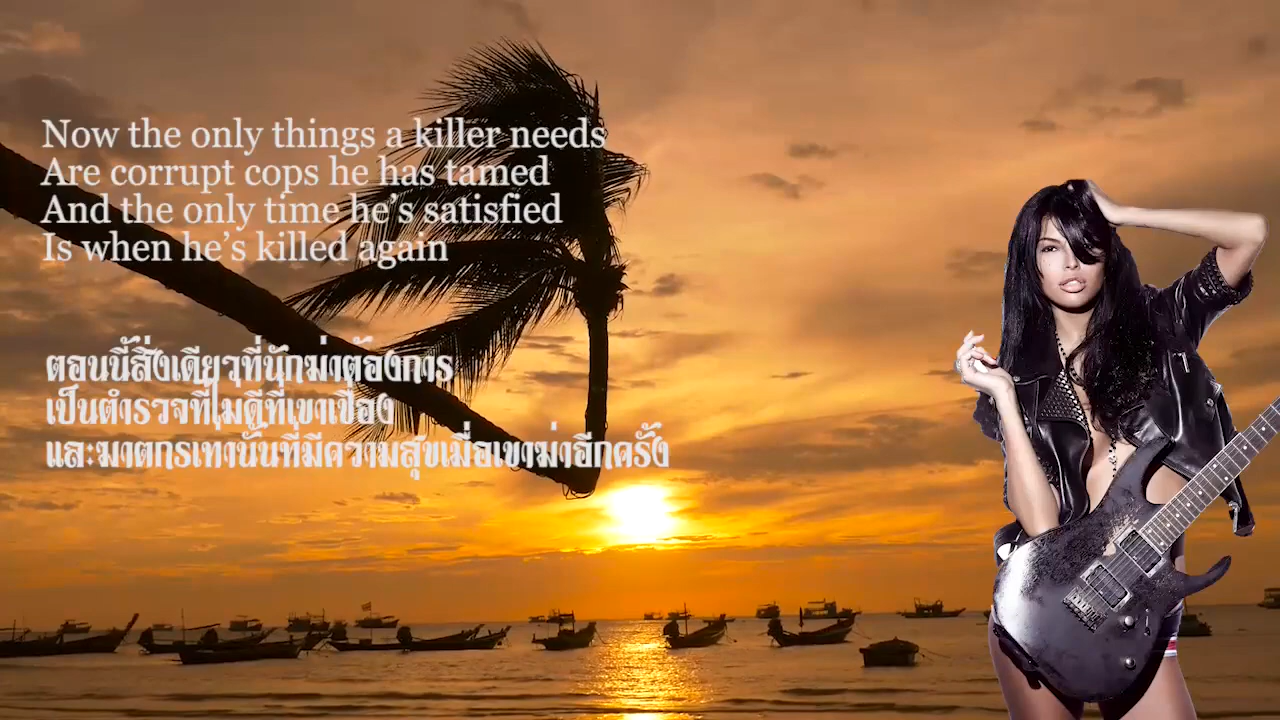 Now the only things a killer needs
Are corrupt cops he has tamed
And the only time he’s satisfied
Is when he’s killed again
ตอนนี้สิ่งเดียวที่นักฆ่าต้องการ
เป็นตำรวจที่ไม่ดีที่เขาเชื่อง
และฆาตกรเท่านั้นที่มีความสุขเมื่อเขาฆ่าอีกครั้ง